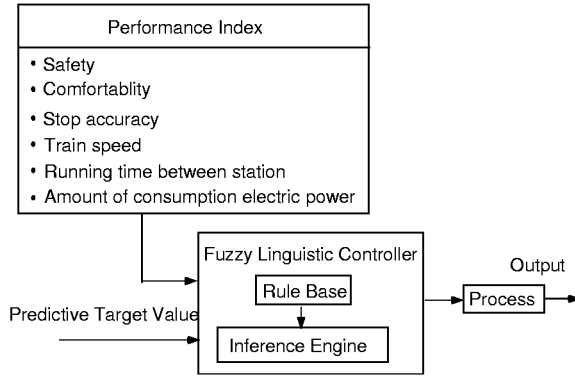 Performance Index
• Safety
• Comfortablity
• Stop accuracy
• Train speed
• Running time between station
• Amount of consumption electric power
Fuzzy Linguistic Controller
Rule Base
Inference Engine
Predictive Target Value
Process
Output